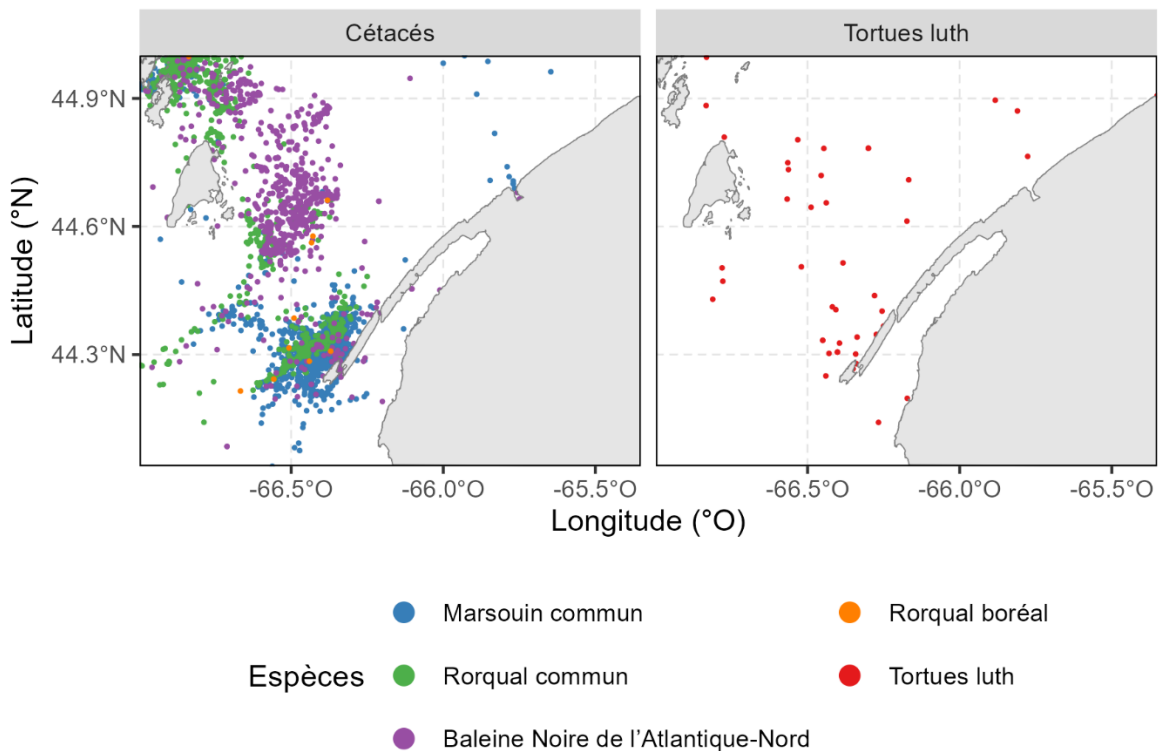 Cétacés
Tortues luth
44.9°N
44.6°N
44.3°N
Latitude (°N)
-66.5°O -66.0°O -65.5°O
-66.5°O -66.0°O -65.5°O
Longitude (°O)
Espèces
Marsouin commun
Rorqual commun
Baleine Noire de l’Atlantique-Nord
Rorqual boréal
Tortues luth